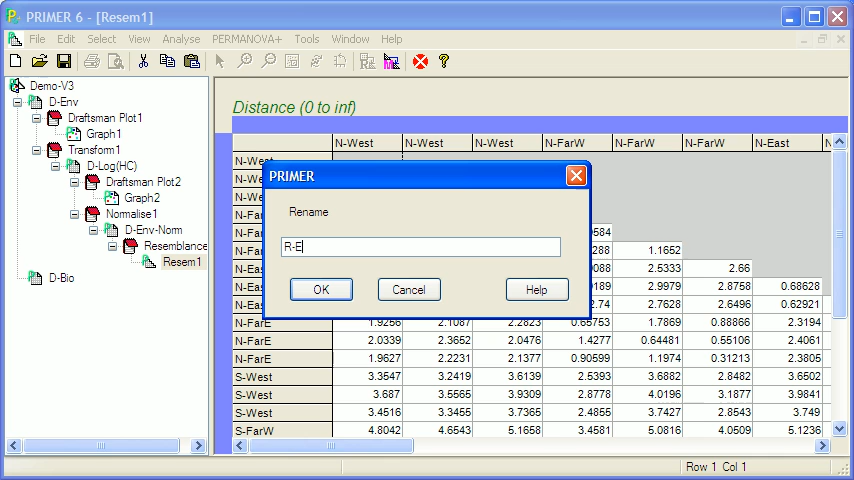 PRIMER 6 - [Resem1]
File Edit Select View Analyse PERMANOVA+ Tools Window Help
Demo-V3
D-Env
Draftsman Plot1
Graph1
Transform1
D-Log(HC)
Draftsman Plot2
Graph2
Normalise1
D-Env-Norm
Resemblance
Resem1
D-Bio
Distance (0 to inf)
N-West N-West N-West N-FarW N-FarW N-FarW N-East
N-West
PRIMER
Rename
R-E
OK Cancel Help
1.1652
2.5333 2.66
2.9979 2.8758 0.68628
2.7628 2.6496 0.62921
N-FarE 1.9256 2.1087 2.2823 0.65753 1.7869 0.88866 2.3194
N-FarE 2.0339 2.3652 2.0476 1.4277 0.64481 0.55106 2.4061
N-FarE 1.9627 2.2231 2.1377 0.90599 1.1974 0.31213 2.3805
S-West 3.3547 3.2419 3.6139 2.5393 3.6882 2.8482 3.6502
S-West 3.687 3.5565 3.9309 2.8778 4.0196 3.1877 3.9841
S-West 3.4516 3.3455 3.7365 2.4855 3.7427 2.8543 3.749
S-FarW 4.8042 4.6543 5.1658 3.4581 5.0816 4.0509 5.1236
Row 1 Col 1